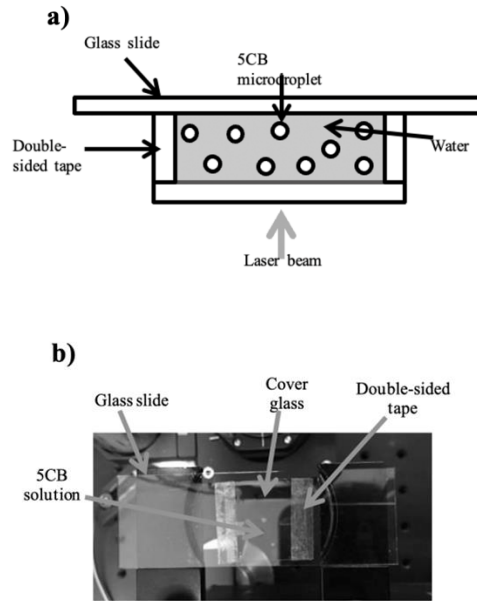 a)
Glass slide
5CB
microdroplet
Double-
sided tape
Water
Laser beam
b)
Cover
glass
Double-sided
tape
Glass slide
5CB
solution